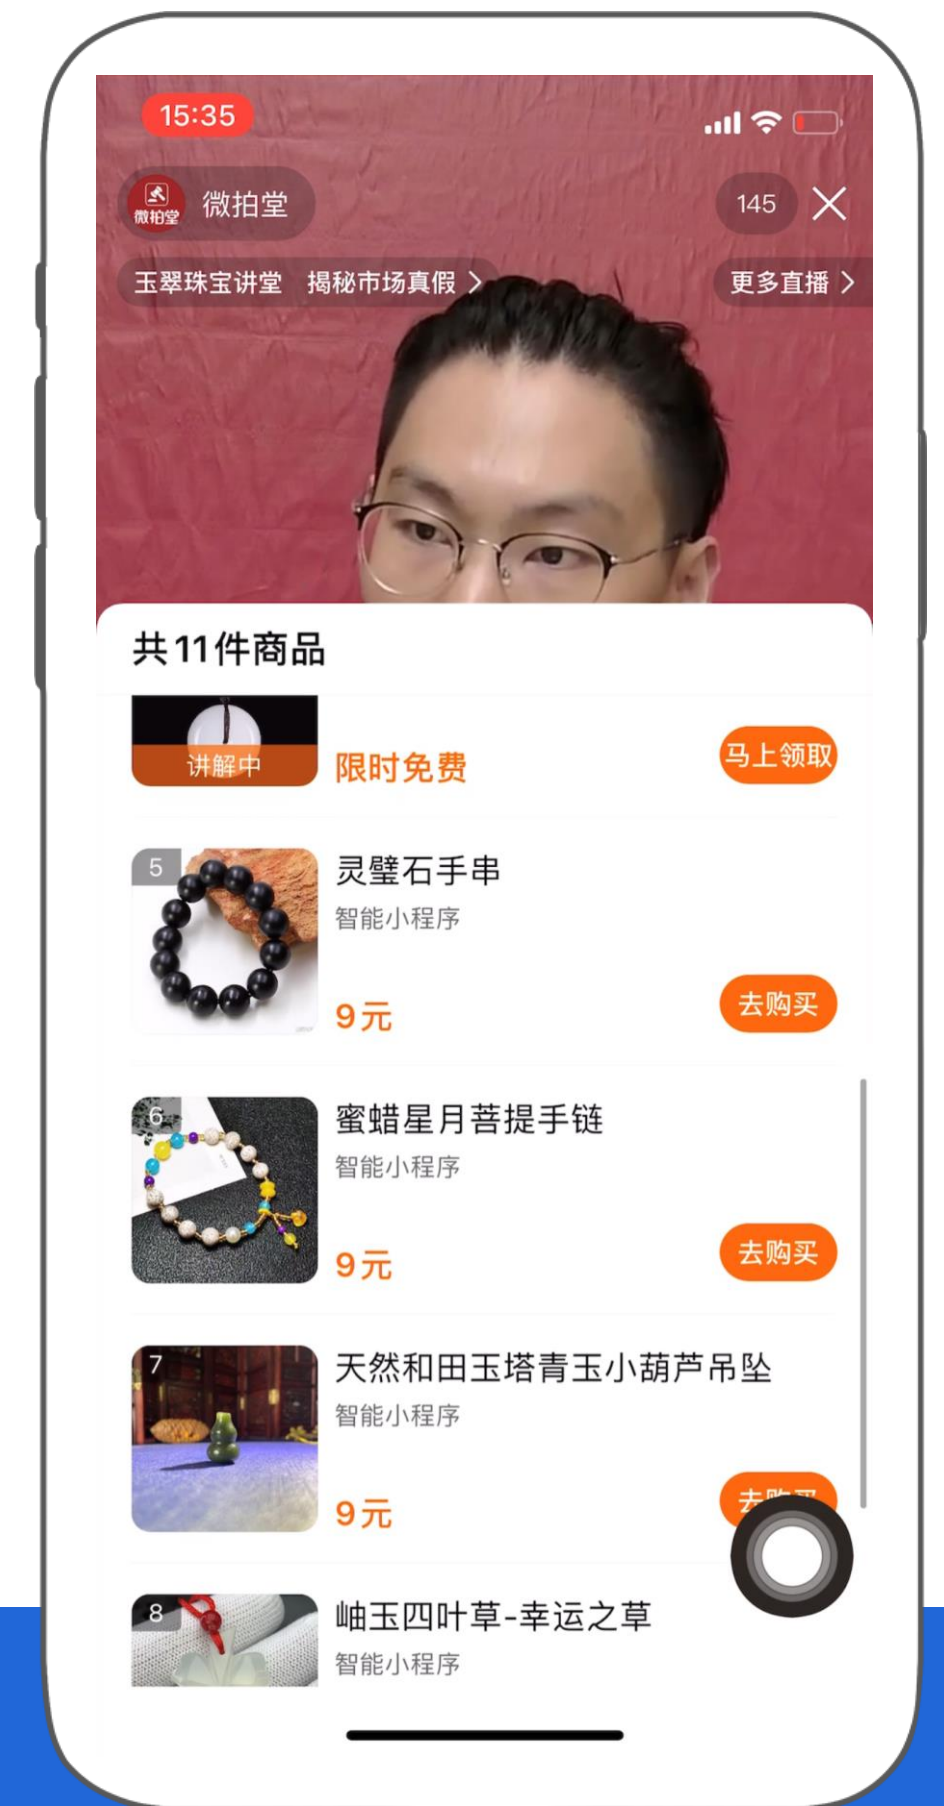 15:35
微拍堂
微拍堂
145
玉翠珠宝讲堂 揭秘市场真假 >
更多直播 >
共11件商品
讲解中
限时免费
马上领取
5
灵璧石手串
智能小程序
9元
去购买
6
蜜蜡星月菩提手链
智能小程序
9元
去购买
7
天然和田玉塔青玉小葫芦吊坠
智能小程序
9元
去购买
8
岫玉四叶草-幸运之草
智能小程序